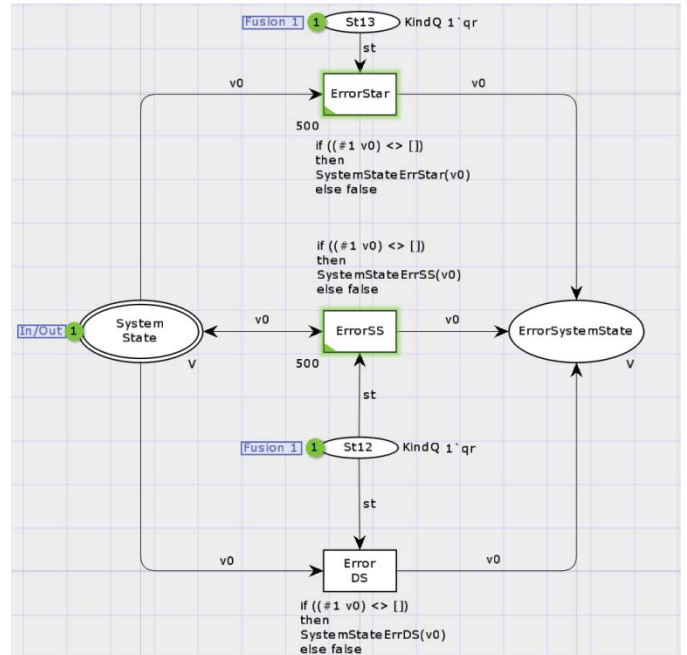 Fusion 1 1 St13 KindQ 1`qr
st
v0 v0
ErrorStar
500
if ((#1 v0) <> [])
then
SystemStateErrStar(v0)
else false
if ((#1 v0) <> [])
then
SystemStateErrSS(v0)
else false
In/Out 1
System
State
V
v0
ErrorSS
500
v0
ErrorSystemState
V
st
Fusion 1 1 St12 KindQ 1`qr
st
v0 v0
Error
DS
if ((#1 v0) <> [])
then
SystemStateErrDS(v0)
else false